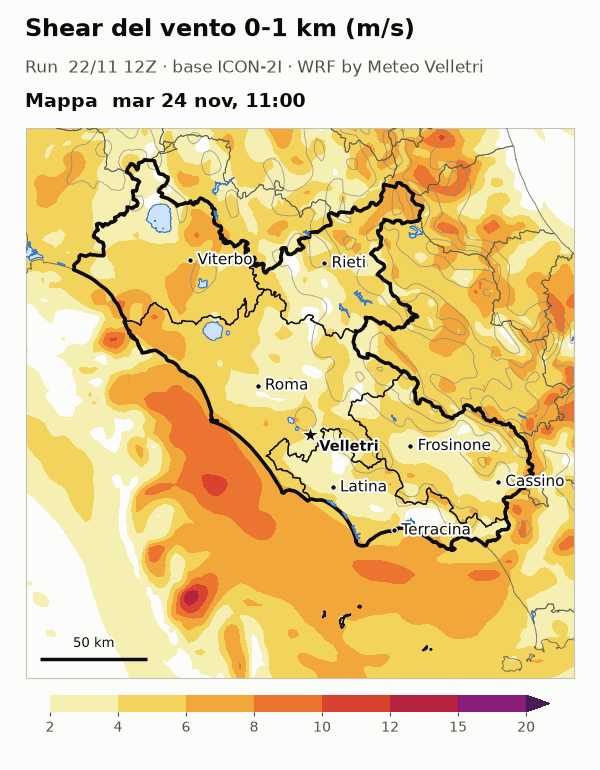 Shear del vento 0-1 km (m/s)
Run  22/11 12Z · base ICON-2I · WRF by Meteo Velletri
Mappa  mar 24 nov, 11:00
Viterbo
Rieti
Roma
Velletri
Frosinone
Cassino
Latina
Terracina
50 km
2 4 6 8 10 12 15 20